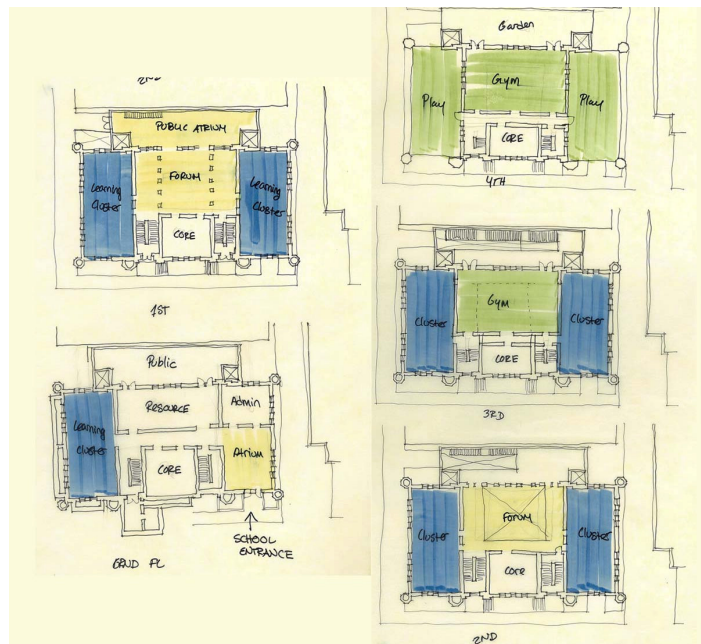 2ND
PUBLIC ATRIUM
FORUM
Learning
Cluster
Learning
Cluster
CORE
1ST
Public
RESOURCE
Admin
Learning
Cluster
CORE
Atrium
SCHOOL
ENTRANCE
GRND FL
Garden
Play
Gym
Play
CORE
4TH
Cluster
Gym
Cluster
CORE
3RD
Cluster
Forum
Cluster
Core
2ND